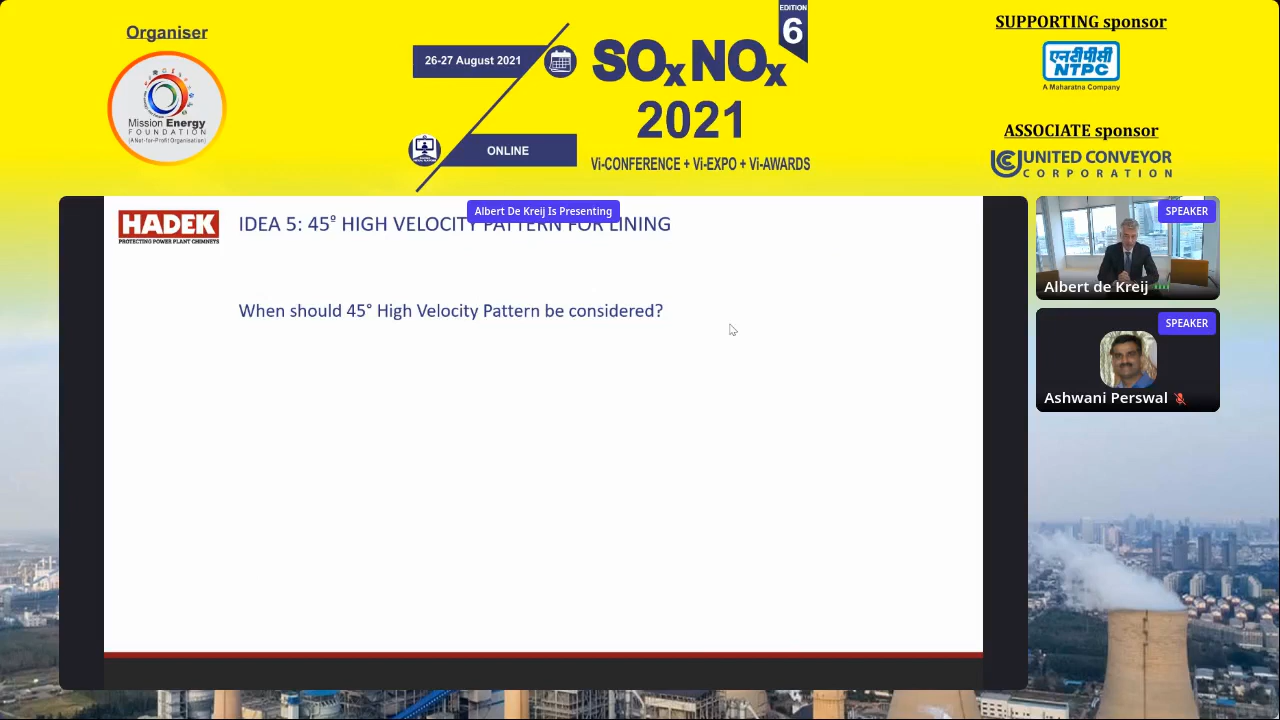 Organiser
Mission Energy
FOUNDATION
(A Not-for-Profit Organisation)
26-27 August 2021
ONLINE
EDITION
6
SOxNOx
2021
Vi-CONFERENCE + Vi-EXPO + Vi-AWARDS
SUPPORTING sponsor
एनटीपीसी
NTPC
A Maharatna Company
ASSOCIATE sponsor
UNITED CONVEYOR
CORPORATION
Albert De Kreij Is Presenting
HADEK
PROTECTING POWER PLANT CHIMNEYS
IDEA 5: 45° HIGH VELOCITY PATTERN FOR LINING
When should 45° High Velocity Pattern be considered?
SPEAKER
Albert de Kreij
SPEAKER
Ashwani Perswal